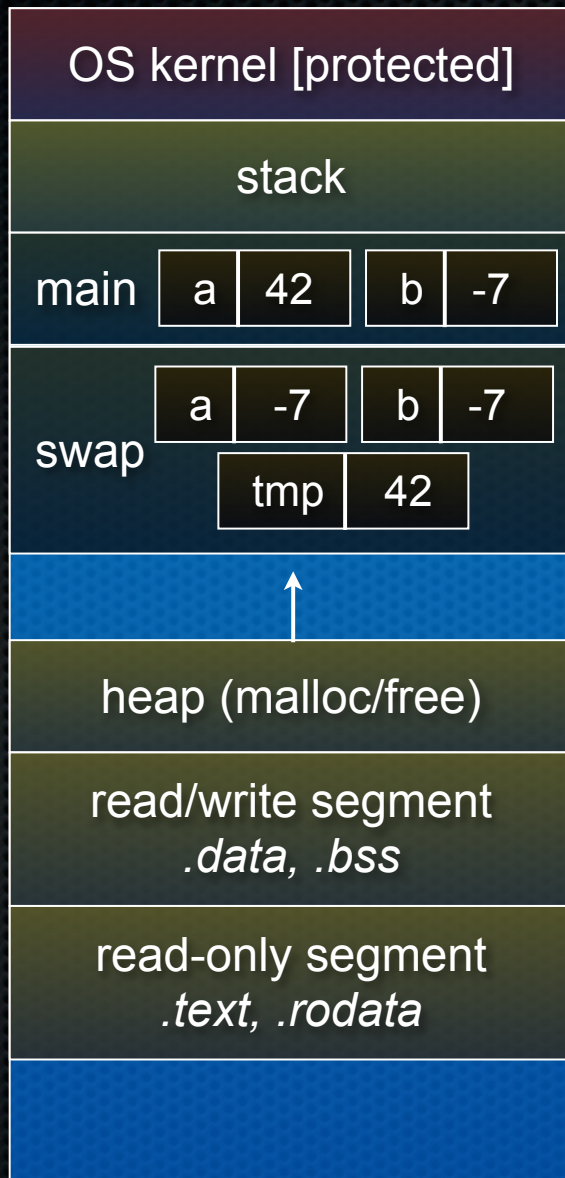 OS kernel [protected]
stack
main a 42 b -7
a -7 b -7
swap
tmp 42
heap (malloc/free)
read/write segment
.data, .bss
read-only segment
.text, .rodata